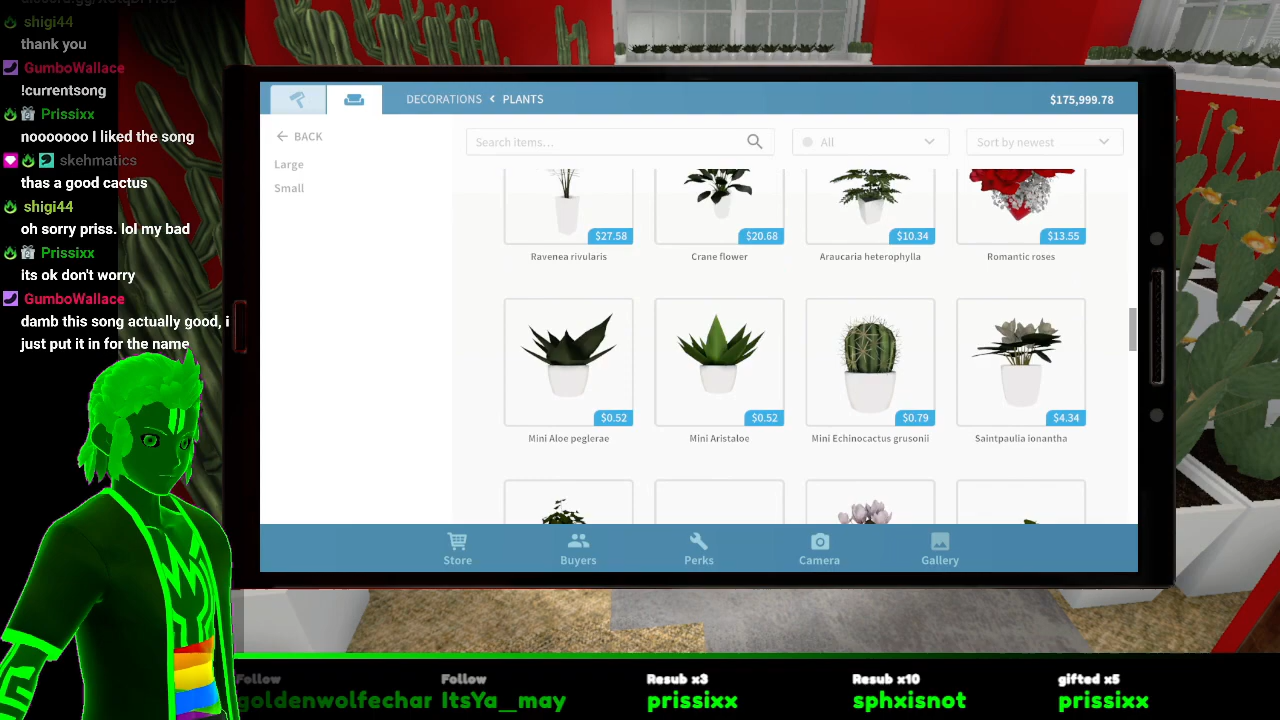 shigi44
thank you
GumboWallace
!currentsong
Prissixx
nooooooo I liked the song
skehmatics
thas a good cactus
shigi44
oh sorry priss. lol my bad
Prissixx
its ok don't worry
GumboWallace
damb this song actually good, i
just put it in for the name
DECORATIONS < PLANTS
$175,999.78
BACK
Large
Small
Search items...
All
Sort by newest
$27.58
$20.68
$10.34
$13.55
Ravenea rivularis
Crane flower
Araucaria heterophylla
Romantic roses
$0.52
$0.52
$0.79
$4.34
Mini Aloe peglerae
Mini Aristaloe
Mini Echinocactus grusonii
Saintpaulia ionantha
Store
Buyers
Perks
Camera
Gallery
Follow
goldenwolfechar
Follow
ItsYa__may
Resub x3
prissixx
Resub x10
sphxisnot
gifted x5
prissixx